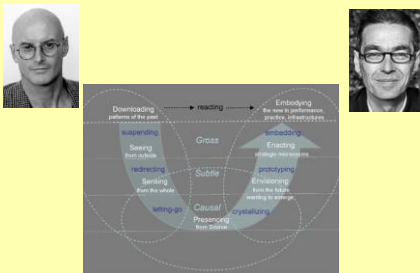 Downloading
patterns of the past
reading
Embodying
the new in performance,
practice, infrastructures
suspending
embedding
Gross
Seeing
from outside
Enacting
strategic microcosms
redirecting
Subtle
prototyping
Sensing
from the whole
Envisioning
from the future
wanting to emerge
letting-go
Causal
crystallizing
Presencing
from Source